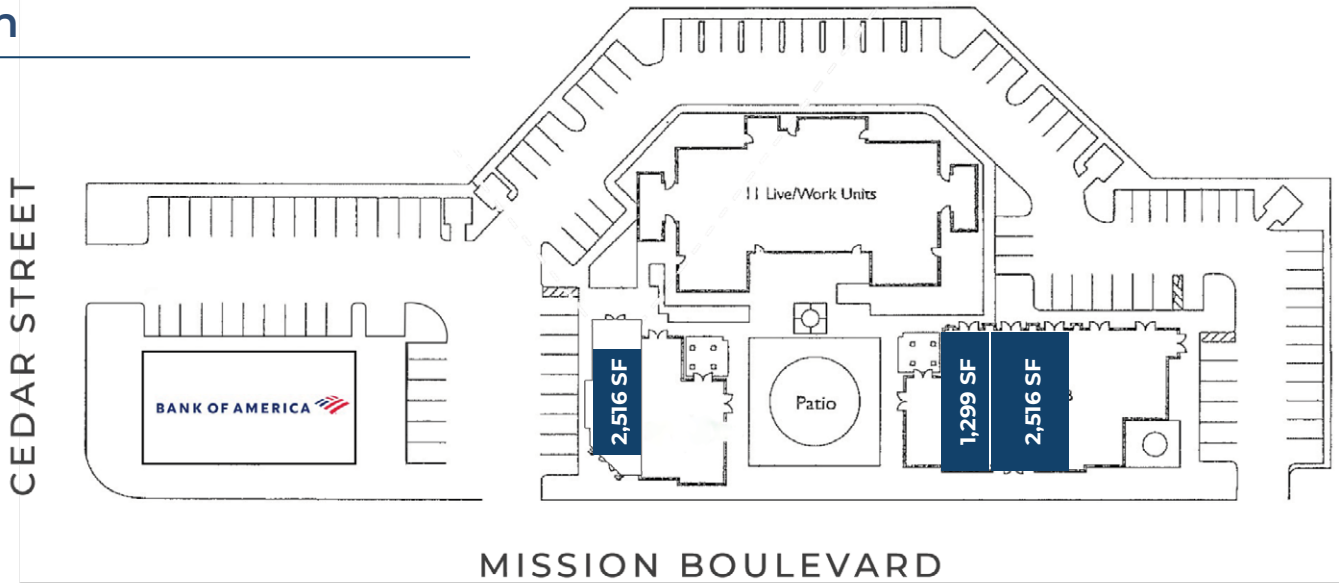 n
11 Live/Work Units
CEDAR STREET
BANK OF AMERICA
2,516 SF
Patio
1,299 SF
2,516 SF
B
MISSION BOULEVARD